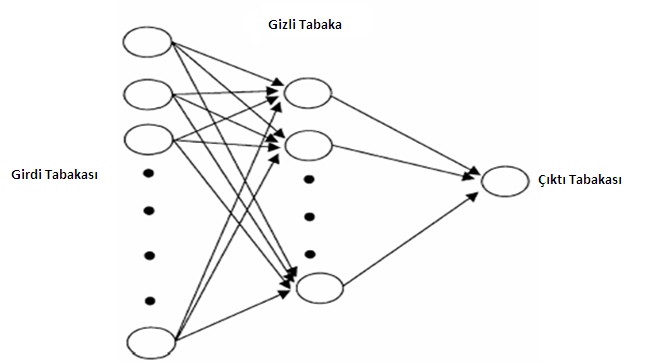 Gizli Tabaka
Girdi Tabakası
Çıktı Tabakası